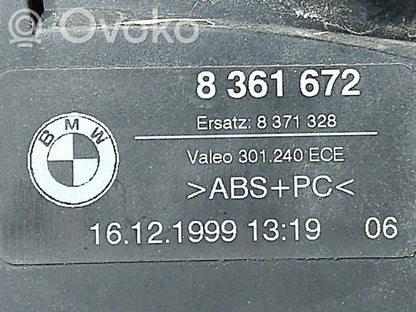 Ovoko
8 361 672
BMW
Ersatz: 8 371 328
Valeo 301.240 ECE
>ABS+PC<
16.12.1999 13:19 06